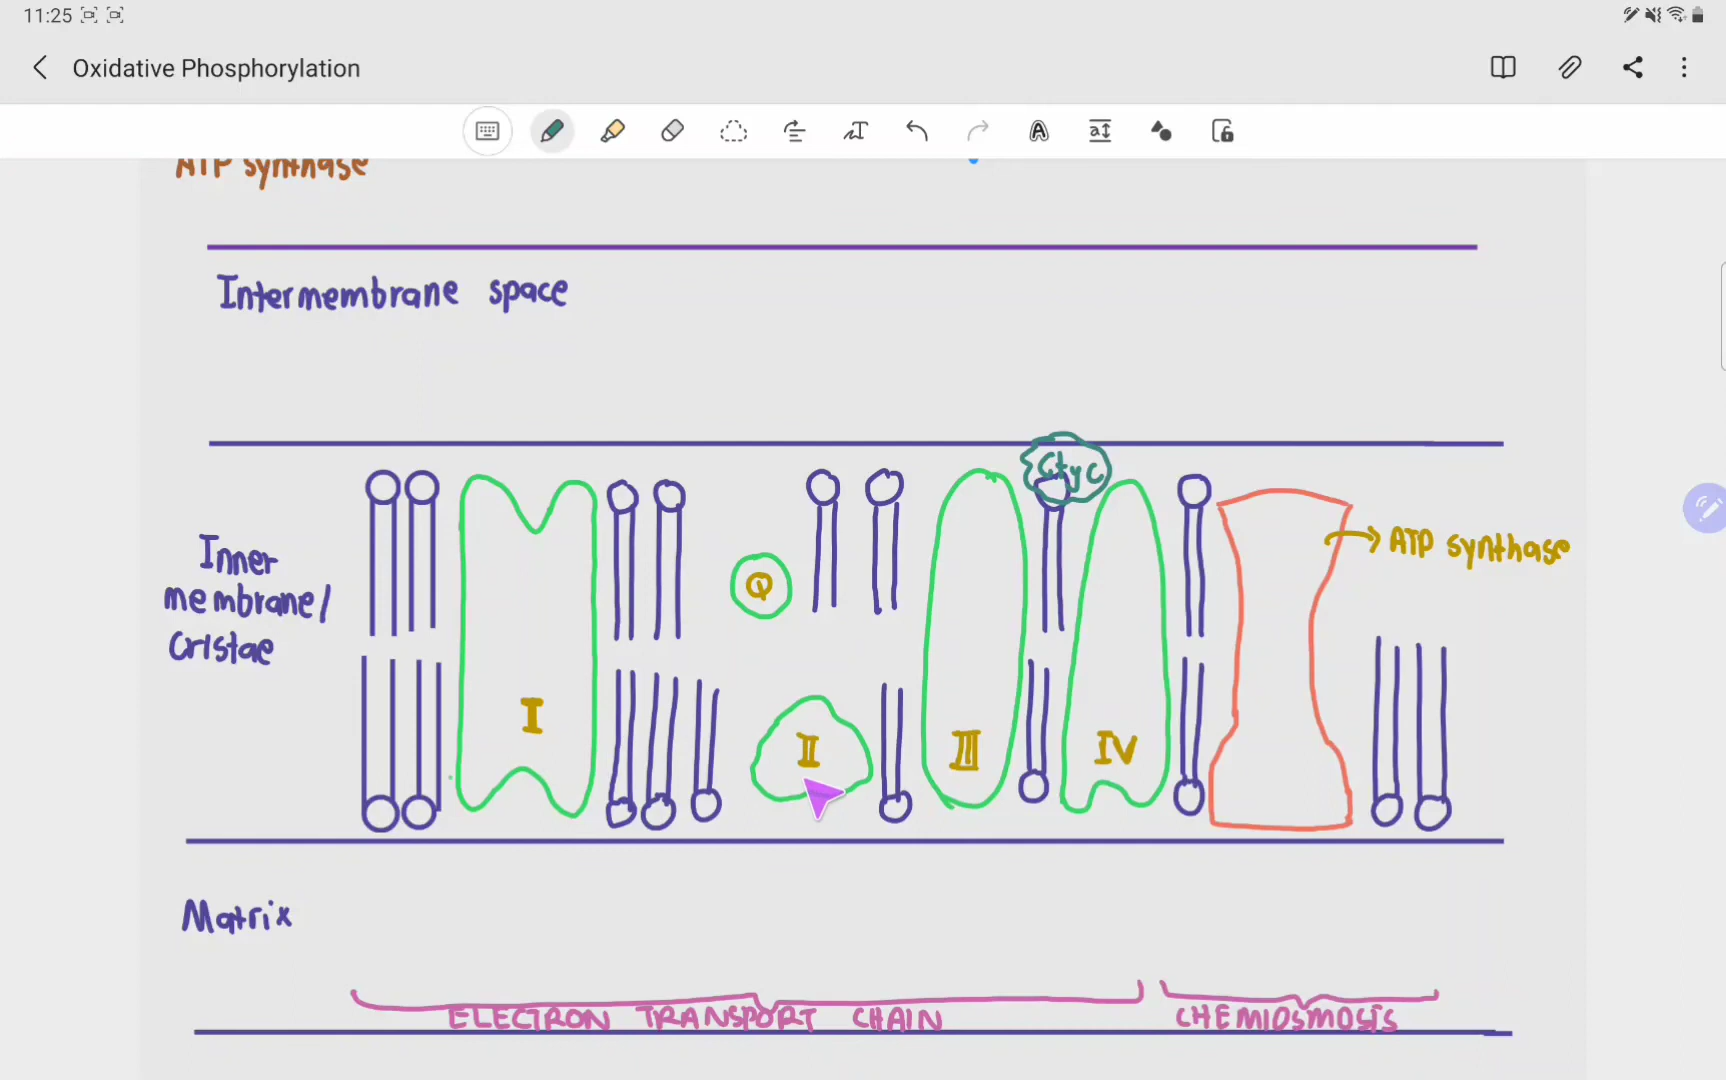 11:25
Oxidative Phosphorylation
ATP synthase
Intermembrane space
Ctyc
Inner
membrane/
Cristae
Q
ATP synthase
I
II
III
IV
Matrix
ELECTRON TRANSPORT CHAIN
CHEMIOSMOSIS